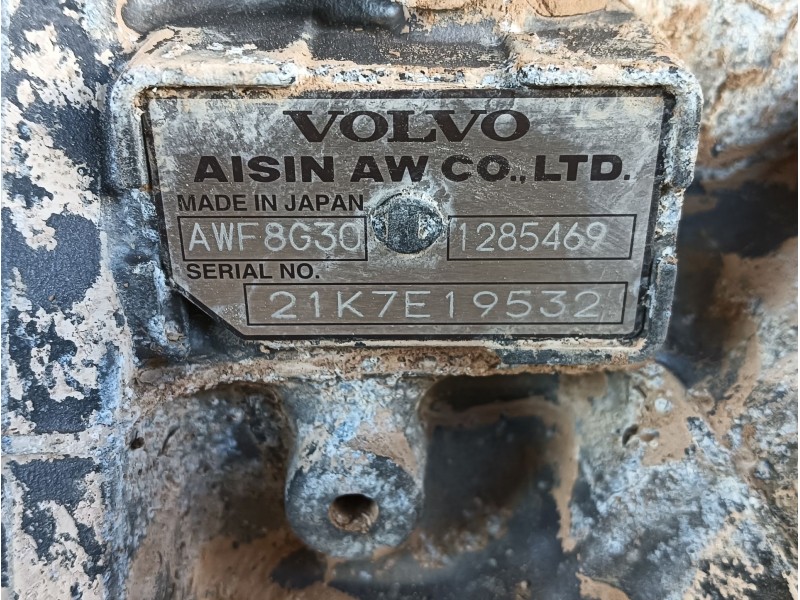 VOLVO
AISIN AW CO., LTD.
MADE IN JAPAN
AWF8G30 1285469
SERIAL NO.
21K7E19532